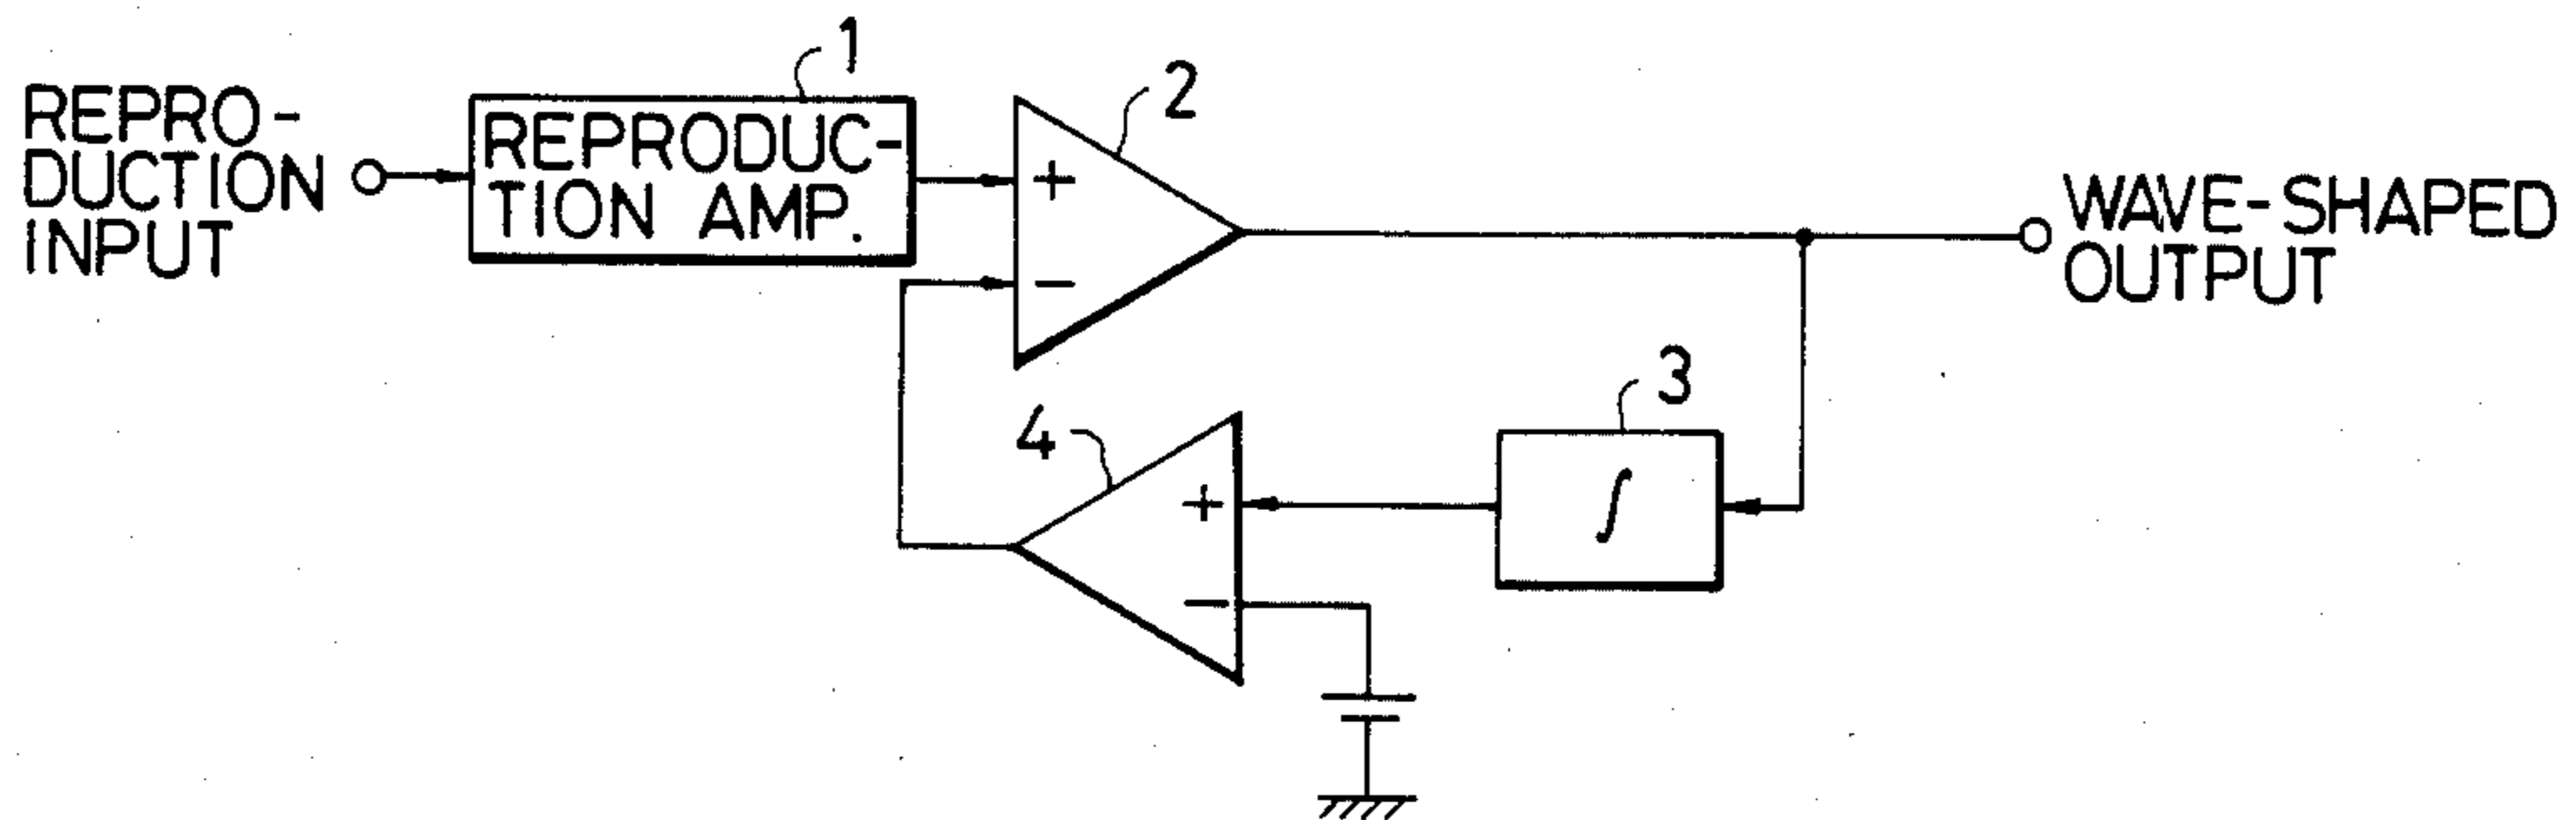 1
2
REPRO-
DUCTION
INPUT
REPRODUC-
TION AMP.
+
−
WAVE-SHAPED
OUTPUT
3
4
+
∫
−